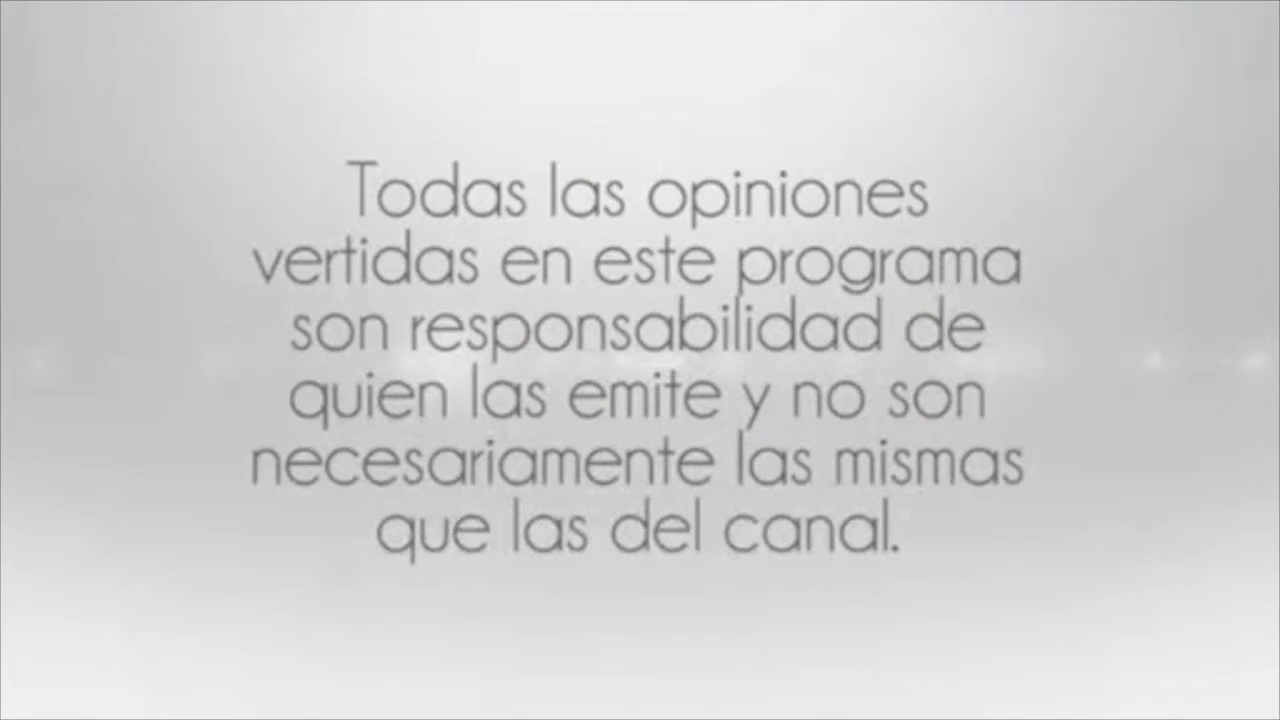 Todas las opiniones
vertidas en este programa
son responsabilidad de
quien las emite y no son
necesariamente las mismas
que las del canal.